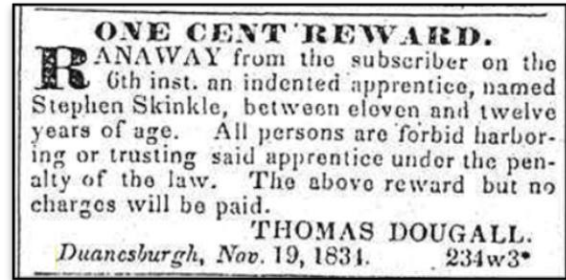 ONE CENT REWARD.
RANAWAY from the subscriber on the
6th inst. an indented apprentice, named
Stephen Skinkle, between eleven and twelve
years of age. All persons are forbid harbor-
ing or trusting said apprentice under the pen-
alty of the law. The above reward but no
charges will be paid.
THOMAS DOUGALL.
Duanesburgh, Nov. 19, 1834. 234w3*